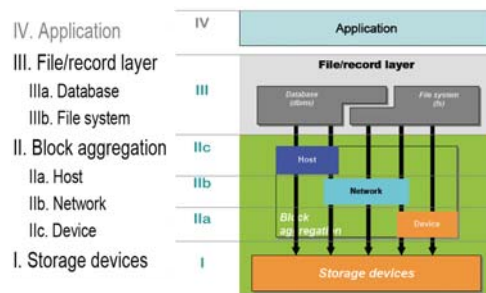 IV. Application
III. File/record layer
IIIa. Database
IIIb. File system
II. Block aggregation
IIa. Host
IIb. Network
IIc. Device
I. Storage devices
IV
III
IIc
IIb
IIa
I
Application
File/record layer
Database
(dbms)
File system
(fs)
Host
Network
Device
Block
aggregation
Storage devices